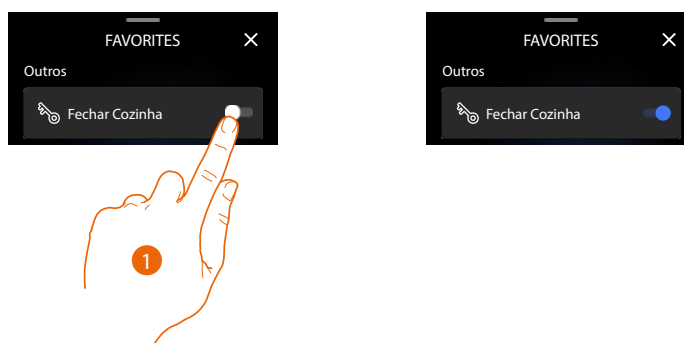 FAVORITES
Outros
Fechar Cozinha
1
FAVORITES
Outros
Fechar Cozinha